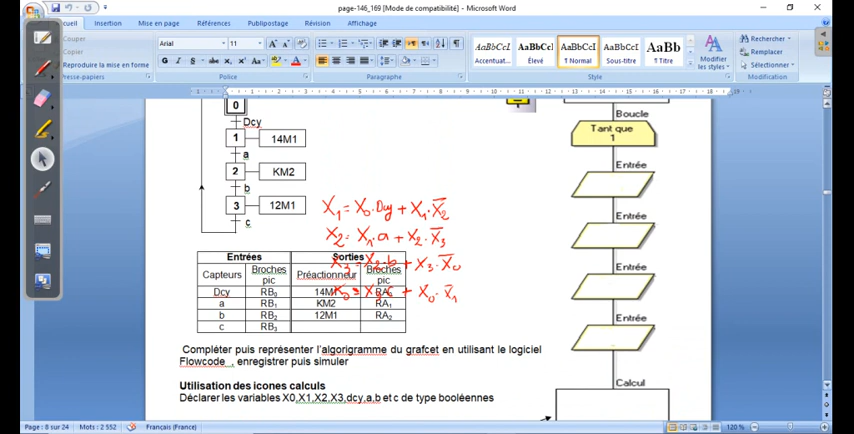 page-146_169 [Mode de compatibilité] - Microsoft Word
cueil Insertion Mise en page Références Publipostage Révision Affichage
Couper
Copier
Reproduire la mise en forme
Presse-papiers
Arial
11
Police
Paragraphe
AaBbCcI AaBbCc AaBbCcI AaBbCcI AaBb
Accentuat... Élevé ¶ Normal Sous-titre ¶ Titre
Style
Modifier les styles
Rechercher
Remplacer
Sélectionner
Modification
0
Dcy
1 14M1
a
2 KM2
b
3 12M1
c
X1 = X0.Dcy + X1.X̅2
X2 = X1.a + X2.X̅3
X3 = X2.b + X3.X̅0
X0 = X3.c + X0.X̅1
Entrées Sorties
Capteurs Broches pic Préactionneur Broches pic
Dcy RB0 14M1 RA0
a RB1 KM2 RA1
b RB2 12M1 RA2
c RB3
Compléter puis représenter l'algorigramme du grafcet en utilisant le logiciel
Flowcode , enregistrer puis simuler
Utilisation des icones calculs
Déclarer les variables X0,X1,X2,X3,dcy,a,b et c de type booléennes
Boucle
Tant que
1
Entrée
Entrée
Entrée
Entrée
Calcul
Page : 8 sur 24 Mots : 2 552 Français (France) 120 %